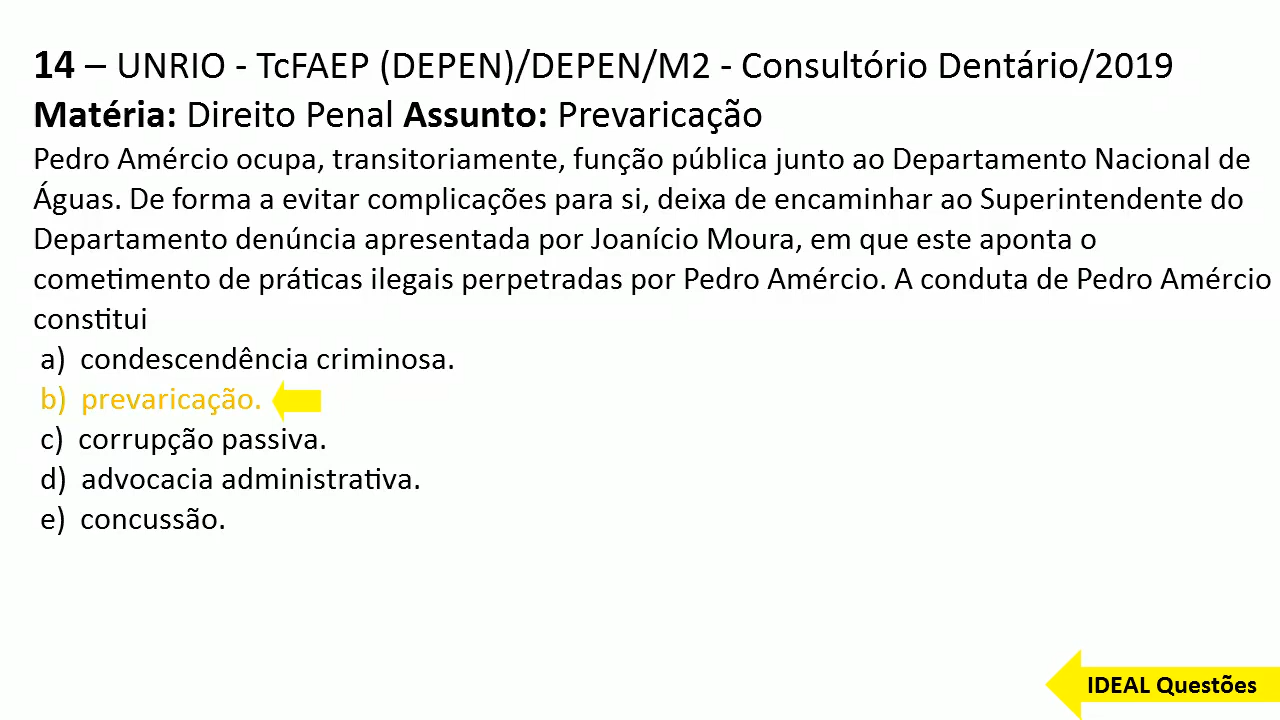 14 – UNRIO - TcFAEP (DEPEN)/DEPEN/M2 - Consultório Dentário/2019
Matéria: Direito Penal Assunto: Prevaricação
Pedro Amércio ocupa, transitoriamente, função pública junto ao Departamento Nacional de
Águas. De forma a evitar complicações para si, deixa de encaminhar ao Superintendente do
Departamento denúncia apresentada por Joanício Moura, em que este aponta o
cometimento de práticas ilegais perpetradas por Pedro Amércio. A conduta de Pedro Amércio
constitui
a) condescendência criminosa.
b) prevaricação.
c) corrupção passiva.
d) advocacia administrativa.
e) concussão.
IDEAL Questões